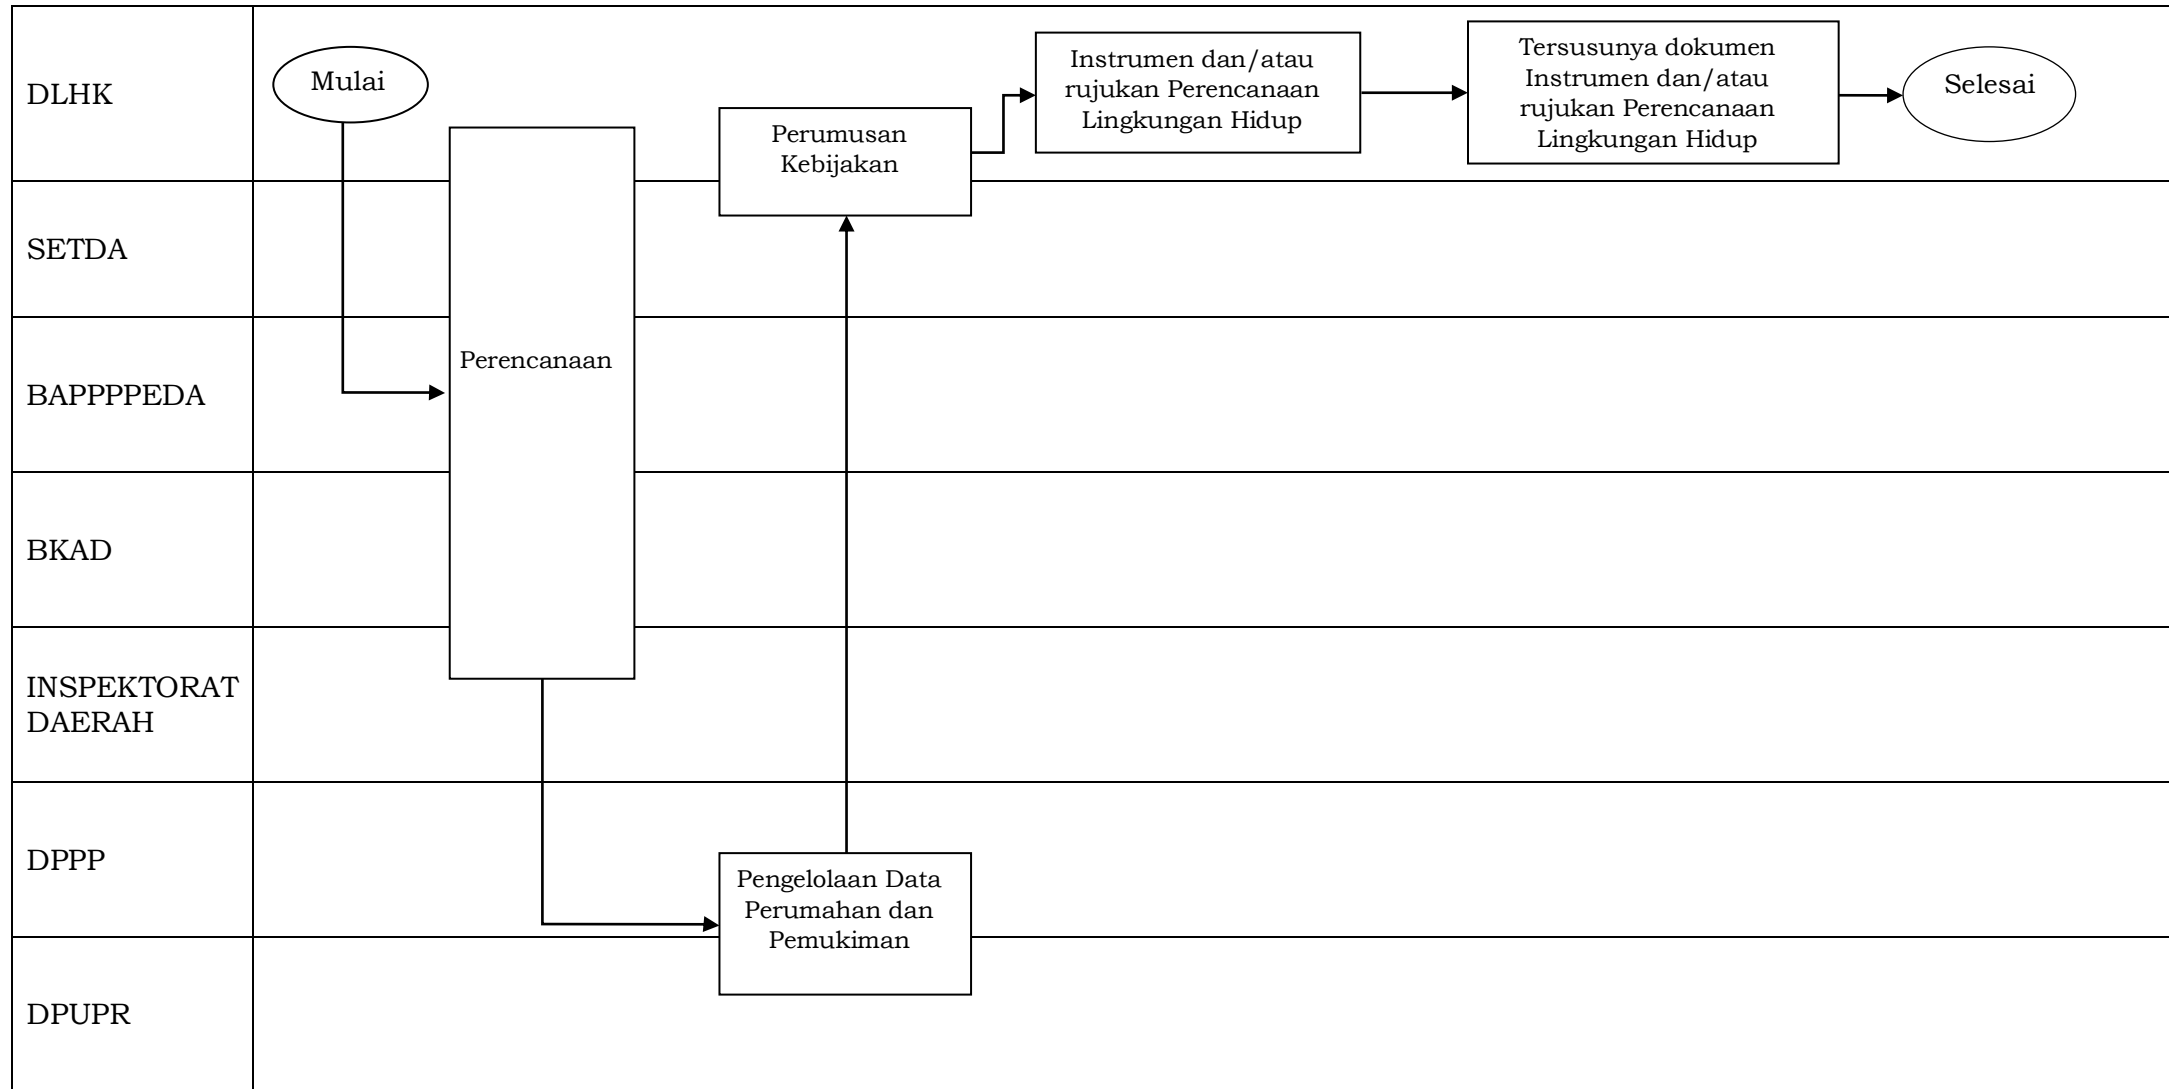 DLHK
Mulai
Perumusan
Kebijakan
Instrumen dan/atau
rujukan Perencanaan
Lingkungan Hidup
Tersusunya dokumen
Instrumen dan/atau
rujukan Perencanaan
Lingkungan Hidup
Selesai
SETDA
BAPPPPEDA
Perencanaan
BKAD
INSPEKTORAT
DAERAH
DPPP
Pengelolaan Data
Perumahan dan
Pemukiman
DPUPR